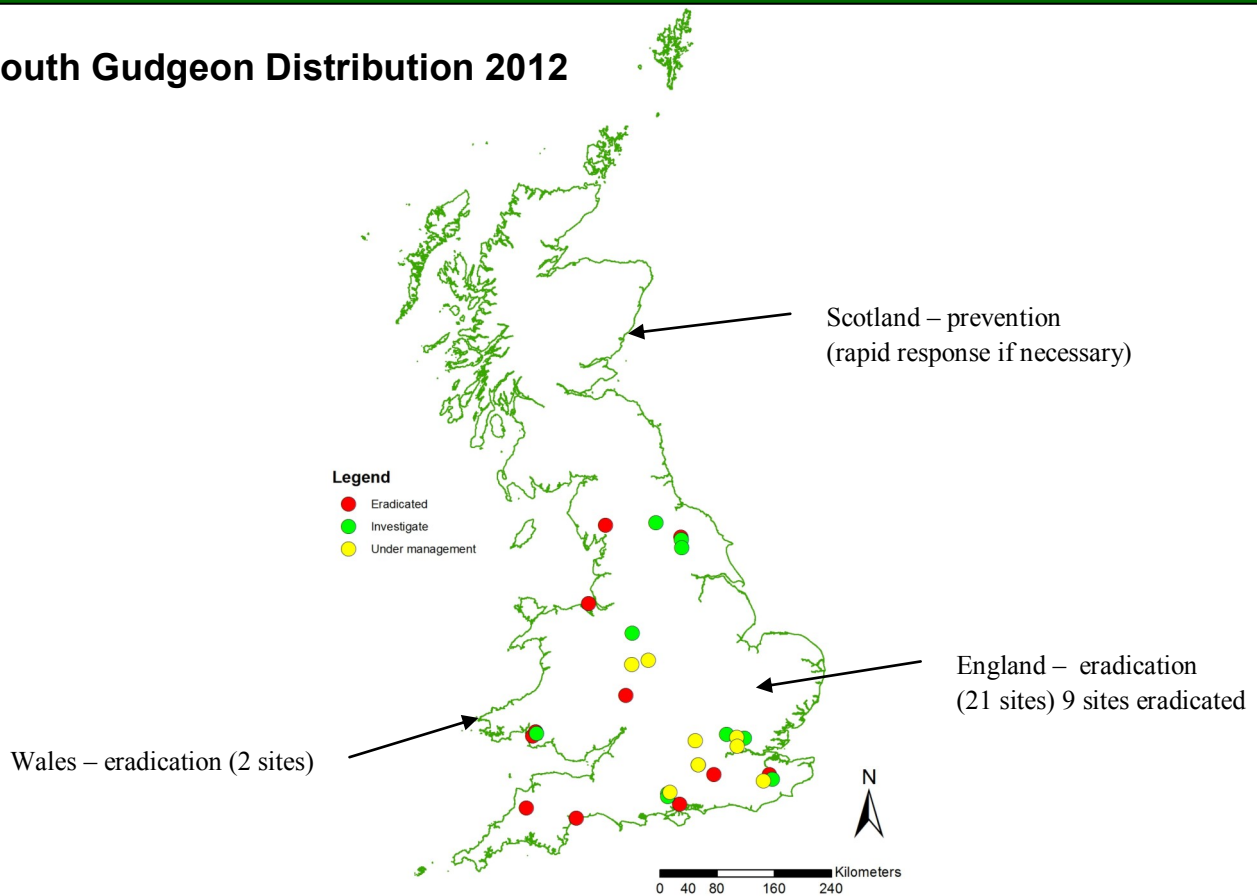 outh Gudgeon Distribution 2012
Scotland – prevention
(rapid response if necessary)
Legend
Eradicated
Investigate
Under management
England – eradication
(21 sites) 9 sites eradicated
Wales – eradication (2 sites)
N
Kilometers
0 40 80 160 240